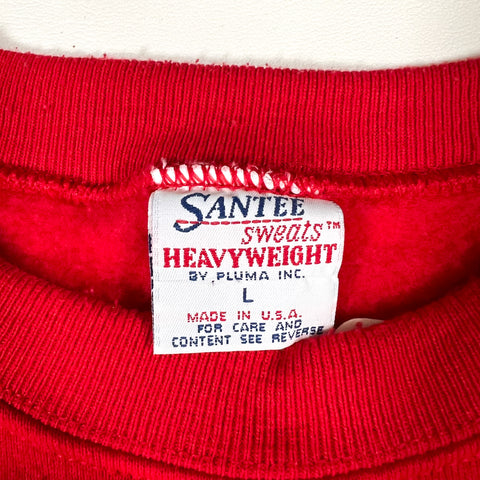 SANTEE
sweats™
HEAVYWEIGHT
BY PLUMA INC.
L
MADE IN U.S.A.
FOR CARE AND
CONTENT SEE REVERSE